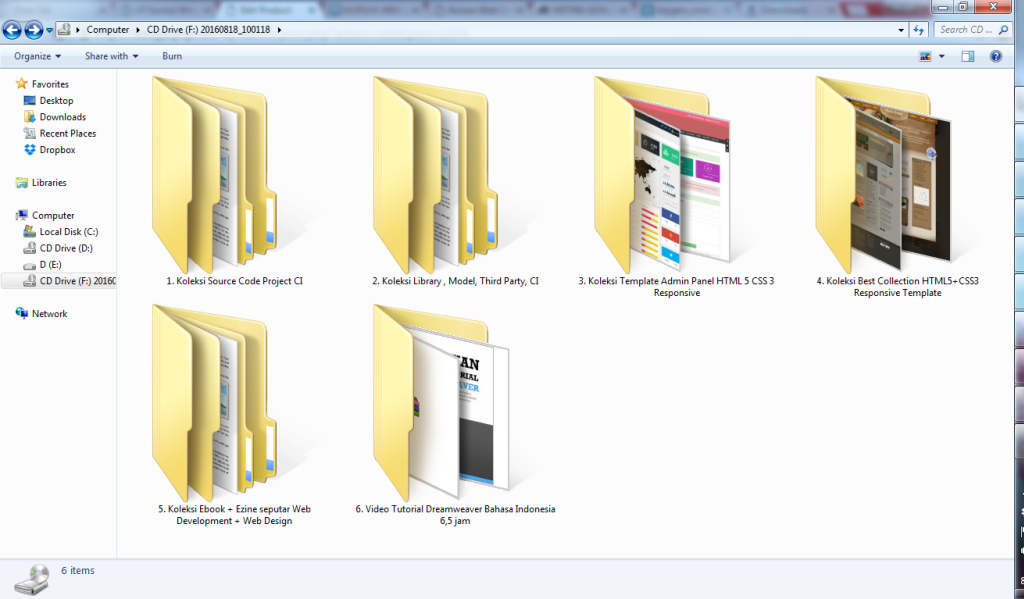 Computer CD Drive (F:) 20160818_100118
Search CD ...
Organize Share with Burn
Favorites
Desktop
Downloads
Recent Places
Dropbox
Libraries
Computer
Local Disk (C:)
CD Drive (D:)
D (E:)
CD Drive (F:) 20160
Network
1. Koleksi Source Code Project CI
2. Koleksi Library , Model, Third Party, CI
3. Koleksi Template Admin Panel HTML 5 CSS 3
Responsive
4. Koleksi Best Collection HTML5+CSS3
Responsive Template
5. Koleksi Ebook + Ezine seputar Web
Development + Web Design
6. Video Tutorial Dreamweaver Bahasa Indonesia
6,5 jam
6 items